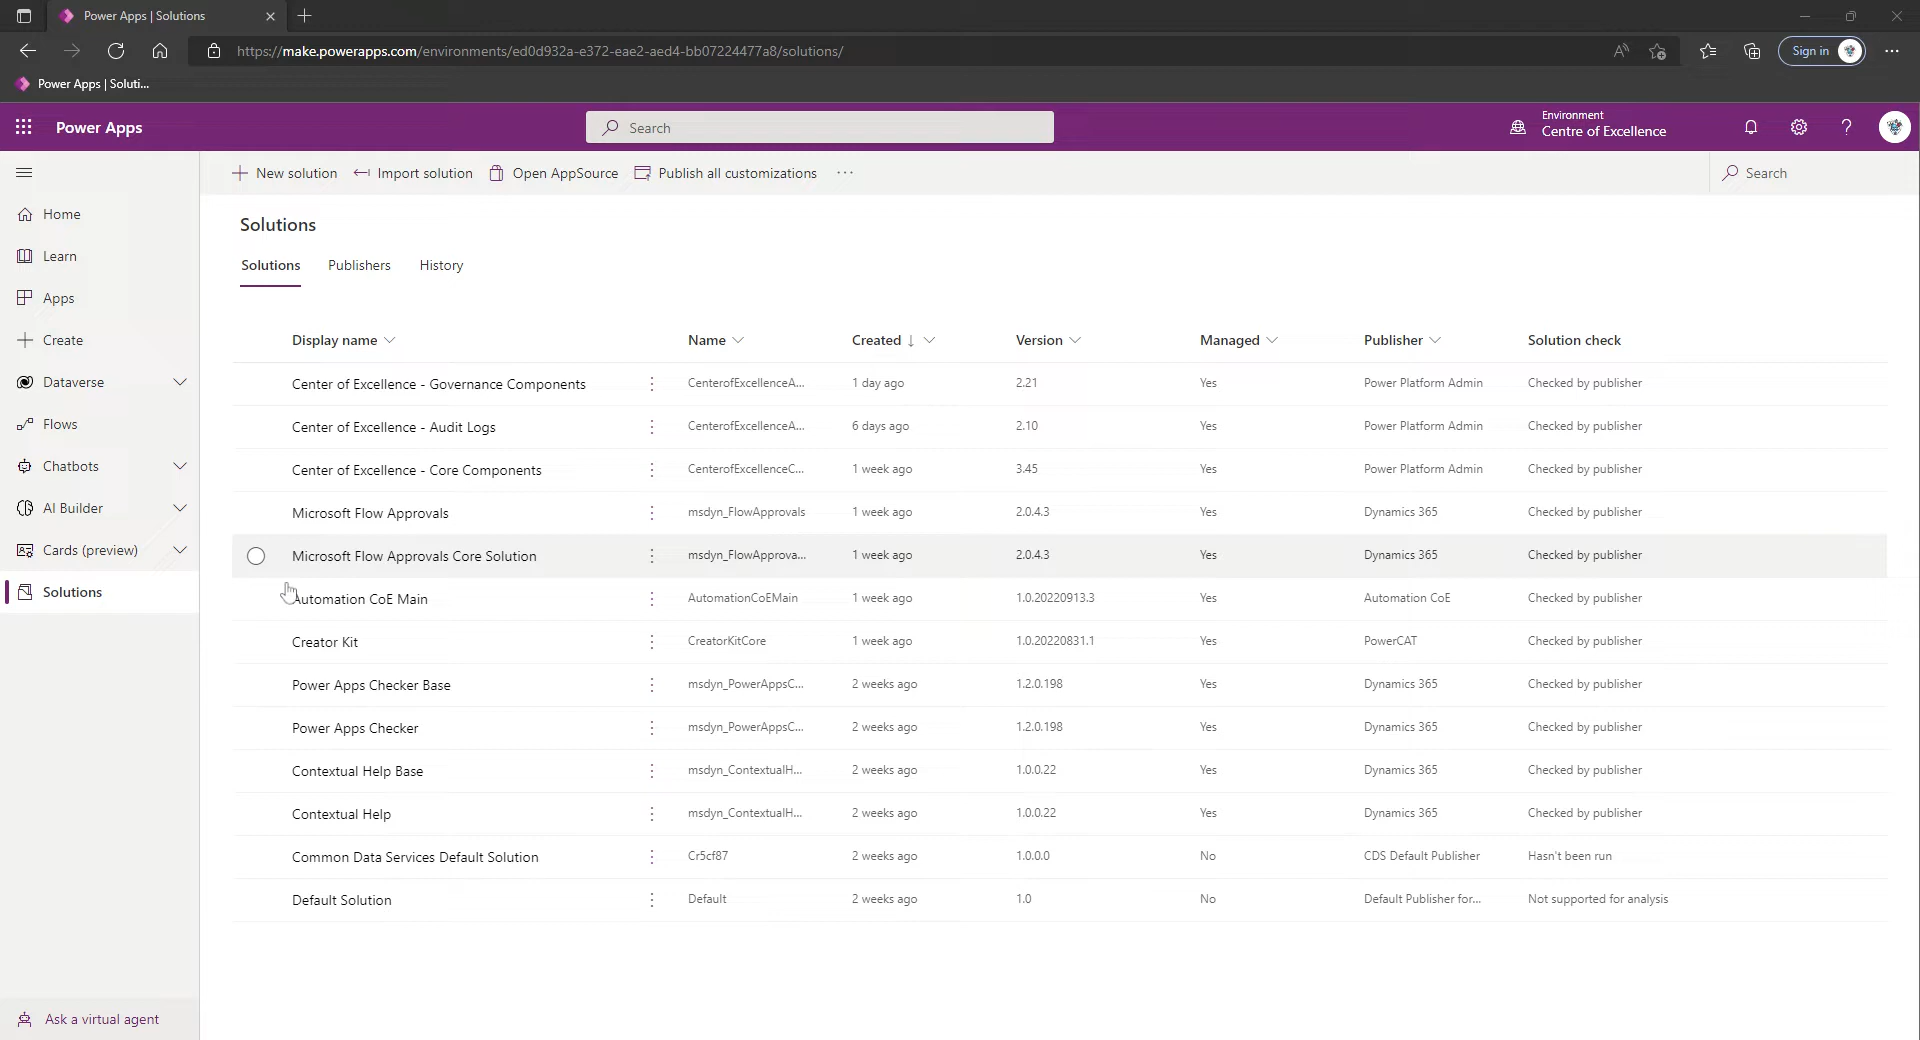 Power Apps | Solutions
https://make.powerapps.com/environments/ed0d932a-e372-eae2-aed4-bb07224477a8/solutions/
Sign in
Power Apps | Soluti...
Power Apps
Search
Environment
Centre of Excellence
New solution
Import solution
Open AppSource
Publish all customizations
Search
Home
Learn
Apps
Create
Dataverse
Flows
Chatbots
AI Builder
Cards (preview)
Solutions
Ask a virtual agent
Solutions
Solutions Publishers History
Display name Name Created Version Managed Publisher Solution check
Center of Excellence - Governance Components CenterofExcellenceA... 1 day ago 2.21 Yes Power Platform Admin Checked by publisher
Center of Excellence - Audit Logs CenterofExcellenceA... 6 days ago 2.10 Yes Power Platform Admin Checked by publisher
Center of Excellence - Core Components CenterofExcellenceC... 1 week ago 3.45 Yes Power Platform Admin Checked by publisher
Microsoft Flow Approvals msdyn_FlowApprovals 1 week ago 2.0.4.3 Yes Dynamics 365 Checked by publisher
Microsoft Flow Approvals Core Solution msdyn_FlowApprova... 1 week ago 2.0.4.3 Yes Dynamics 365 Checked by publisher
Automation CoE Main AutomationCoEMain 1 week ago 1.0.20220913.3 Yes Automation CoE Checked by publisher
Creator Kit CreatorKitCore 1 week ago 1.0.20220831.1 Yes PowerCAT Checked by publisher
Power Apps Checker Base msdyn_PowerAppsC... 2 weeks ago 1.2.0.198 Yes Dynamics 365 Checked by publisher
Power Apps Checker msdyn_PowerAppsC... 2 weeks ago 1.2.0.198 Yes Dynamics 365 Checked by publisher
Contextual Help Base msdyn_ContextualH... 2 weeks ago 1.0.0.22 Yes Dynamics 365 Checked by publisher
Contextual Help msdyn_ContextualH... 2 weeks ago 1.0.0.22 Yes Dynamics 365 Checked by publisher
Common Data Services Default Solution Cr5cf87 2 weeks ago 1.0.0.0 No CDS Default Publisher Hasn't been run
Default Solution Default 2 weeks ago 1.0 No Default Publisher for... Not supported for analysis